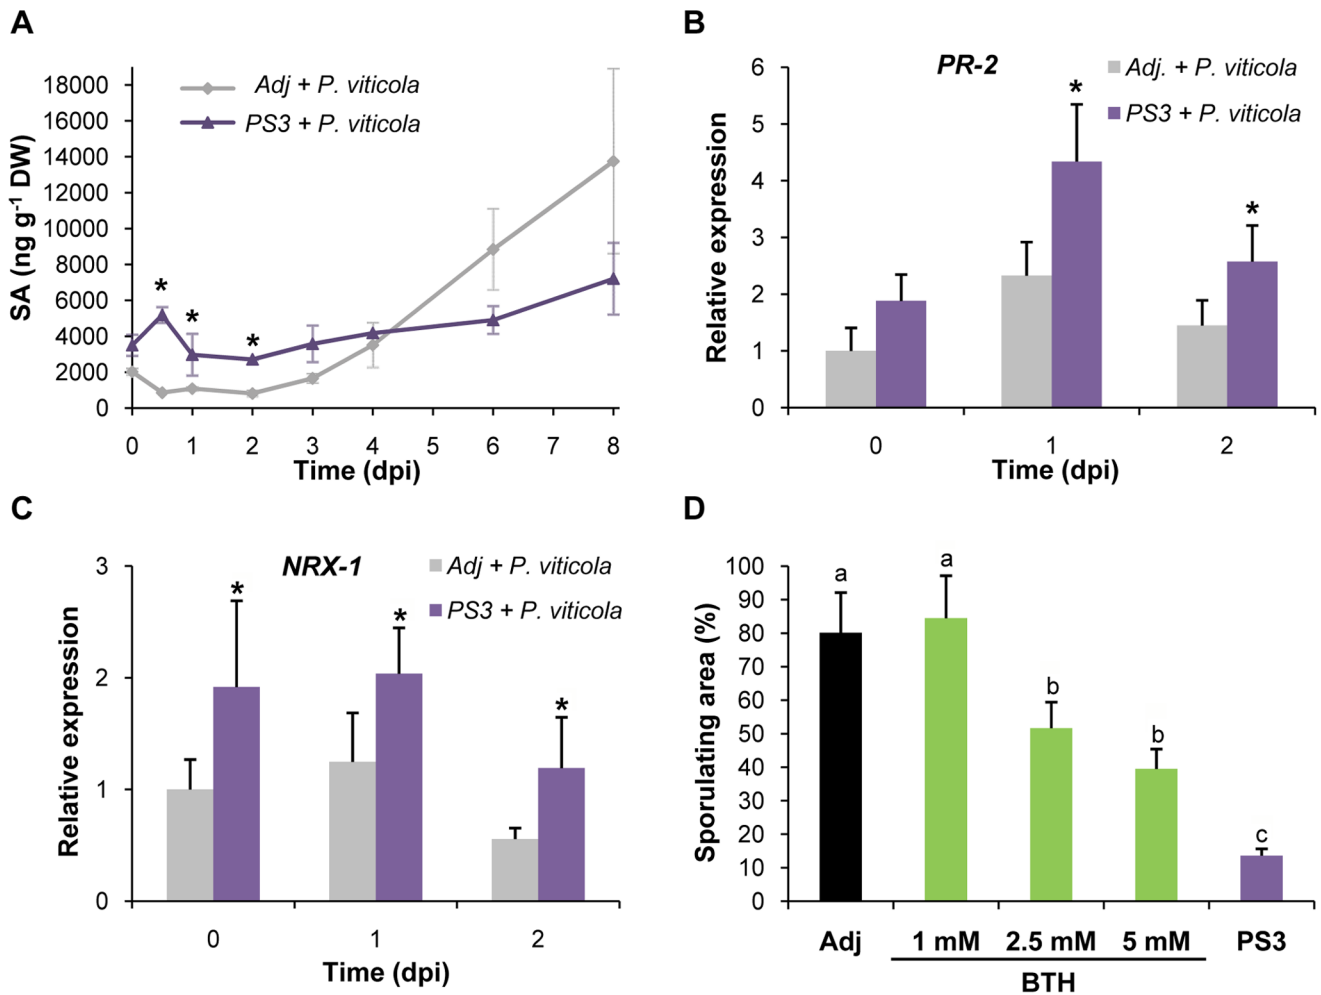 A
SA (ng g⁻¹ DW)
18000
16000
14000
12000
10000
8000
6000
4000
2000
0
Adj + P. viticola
PS3 + P. viticola
*
*
*
0 1 2 3 4 5 6 7 8
Time (dpi)
B
PR-2
Relative expression
6
5
4
3
2
1
0
Adj. + P. viticola
PS3 + P. viticola
*
*
0 1 2
Time (dpi)
C
NRX-1
Relative expression
3
2
1
0
Adj + P. viticola
PS3 + P. viticola
*
*
*
0 1 2
Time (dpi)
D
Sporulating area (%)
100
90
80
70
60
50
40
30
20
10
0
a
a
b
b
c
Adj 1 mM 2.5 mM 5 mM PS3
BTH